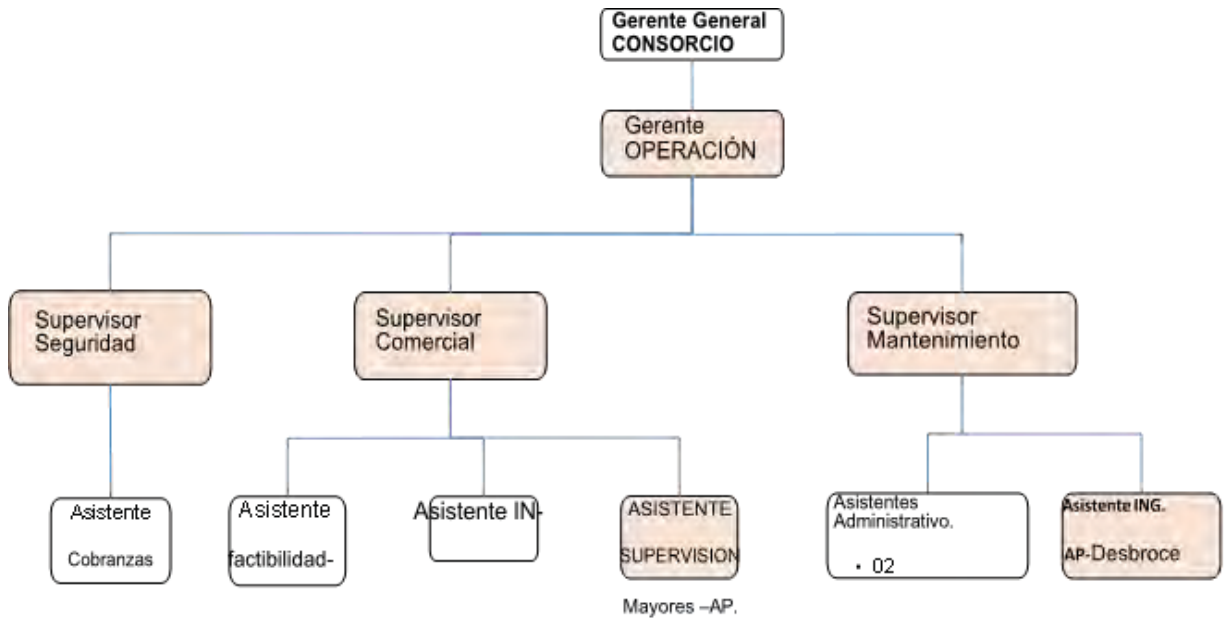 Gerente General
CONSORCIO
Gerente
OPERACIÓN
Supervisor
Seguridad
Supervisor
Comercial
Supervisor
Mantenimiento
Asistente
Cobranzas
Asistente
factibilidad-
Asistente IN-
ASISTENTE
SUPERVISION
Mayores –AP.
Asistentes
Administrativo.
• 02
Asistente ING.
AP-Desbroce